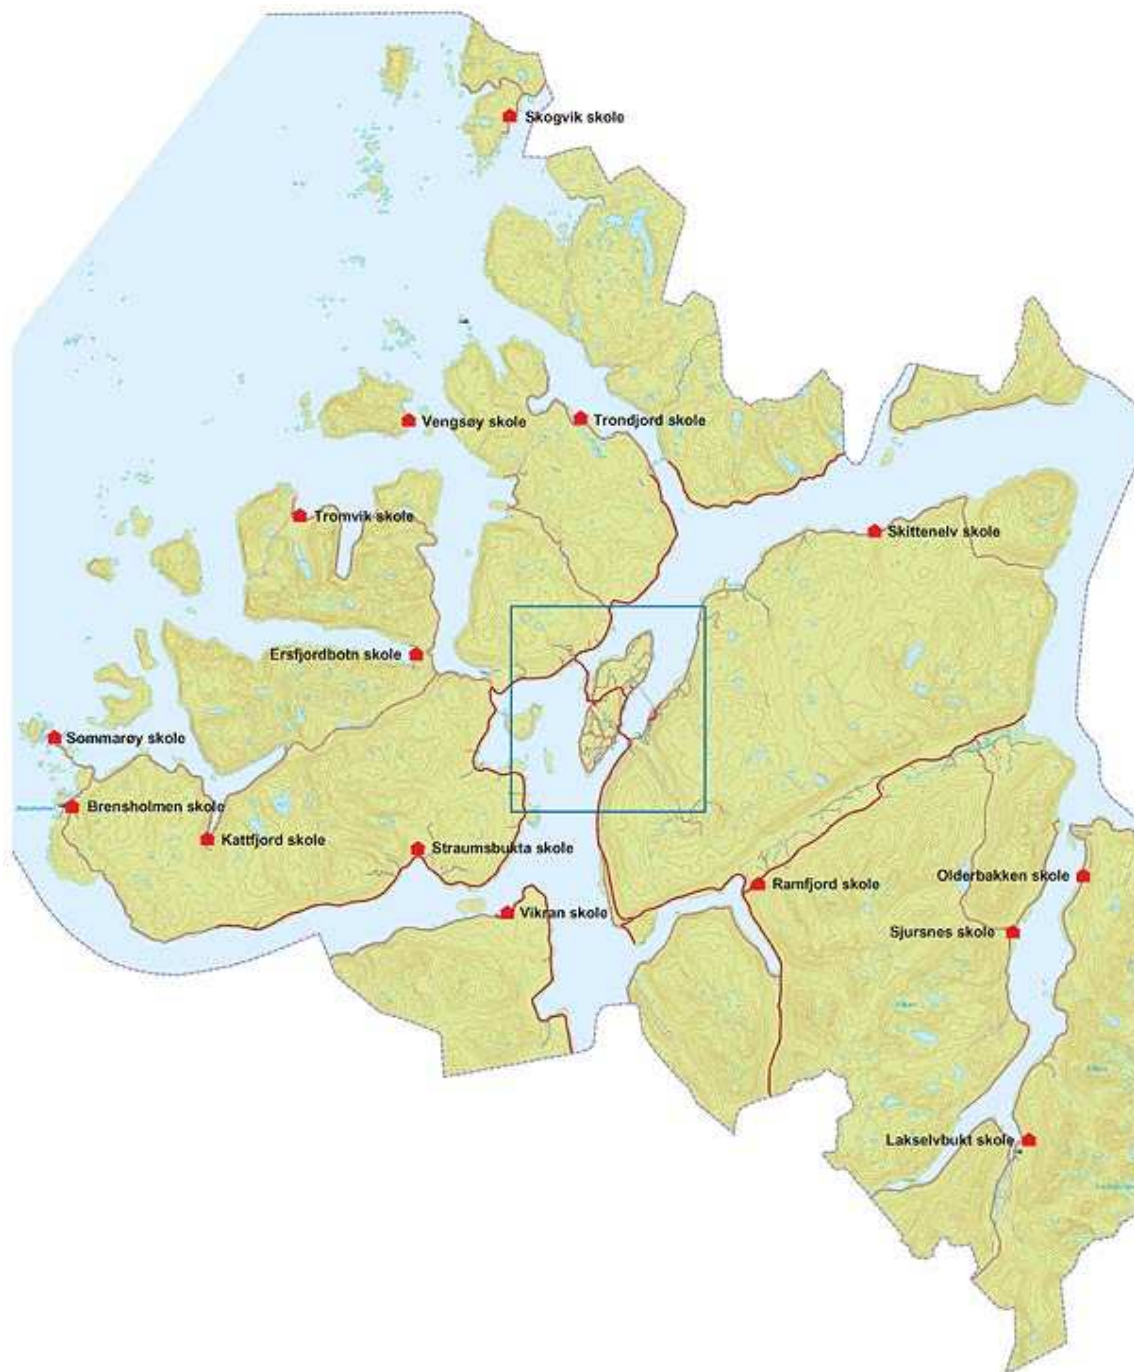 Skogvik skole
Vengsøy skole
Trondjord skole
Tromvik skole
Skittenelv skole
Ersfjordbotn skole
Sommarøy skole
Brensholmen skole
Kattfjord skole
Straumsbukta skole
Olderbakken skole
Ramfjord skole
Vikran skole
Sjursnes skole
Lakselvbukt skole